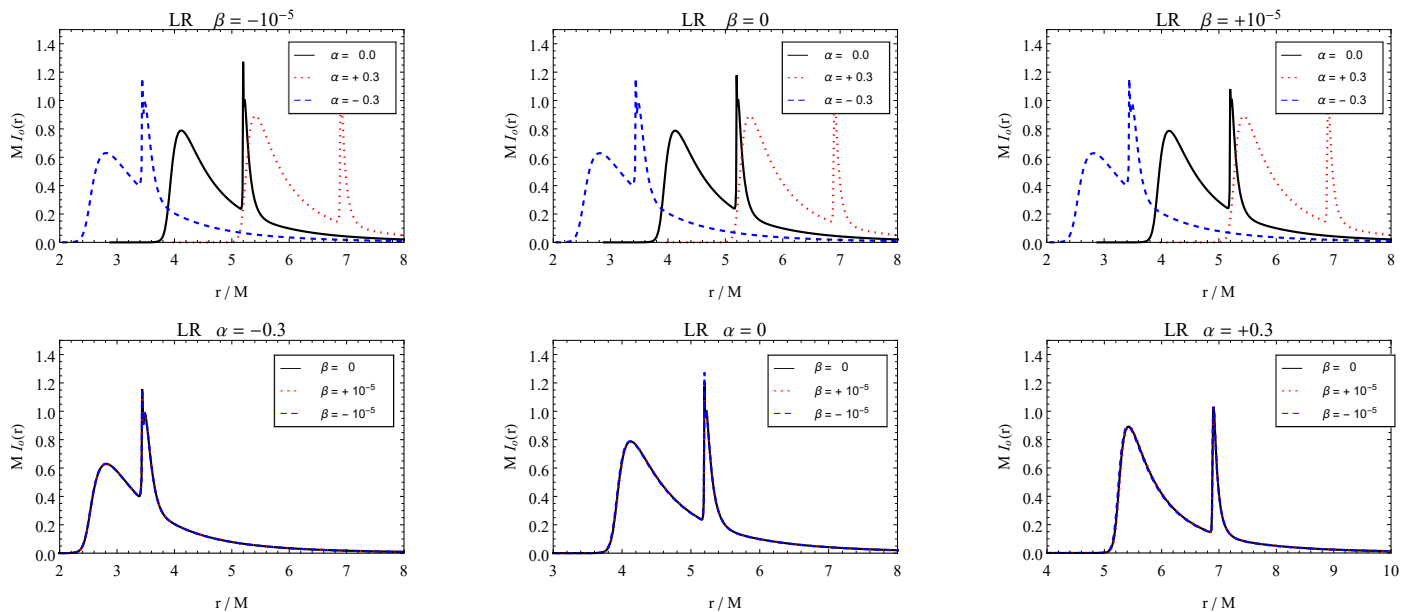 LR β = −10⁻⁵
1.4
1.2
1.0
0.8
0.6
0.4
0.2
0.0
M Iₒ(r)
α = 0.0
α = + 0.3
α = − 0.3
2 3 4 5 6 7 8
r / M
LR β = 0
1.4
1.2
1.0
0.8
0.6
0.4
0.2
0.0
M Iₒ(r)
α = 0.0
α = + 0.3
α = − 0.3
2 3 4 5 6 7 8
r / M
LR β = +10⁻⁵
1.4
1.2
1.0
0.8
0.6
0.4
0.2
0.0
M Iₒ(r)
α = 0.0
α = + 0.3
α = − 0.3
2 3 4 5 6 7 8
r / M
LR α = −0.3
1.4
1.2
1.0
0.8
0.6
0.4
0.2
0.0
M Iₒ(r)
β = 0
β = + 10⁻⁵
β = − 10⁻⁵
2 3 4 5 6 7 8
r / M
LR α = 0
1.4
1.2
1.0
0.8
0.6
0.4
0.2
0.0
M Iₒ(r)
β = 0
β = + 10⁻⁵
β = − 10⁻⁵
3 4 5 6 7 8
r / M
LR α = +0.3
1.4
1.2
1.0
0.8
0.6
0.4
0.2
0.0
M Iₒ(r)
β = 0
β = + 10⁻⁵
β = − 10⁻⁵
4 5 6 7 8 9 10
r / M